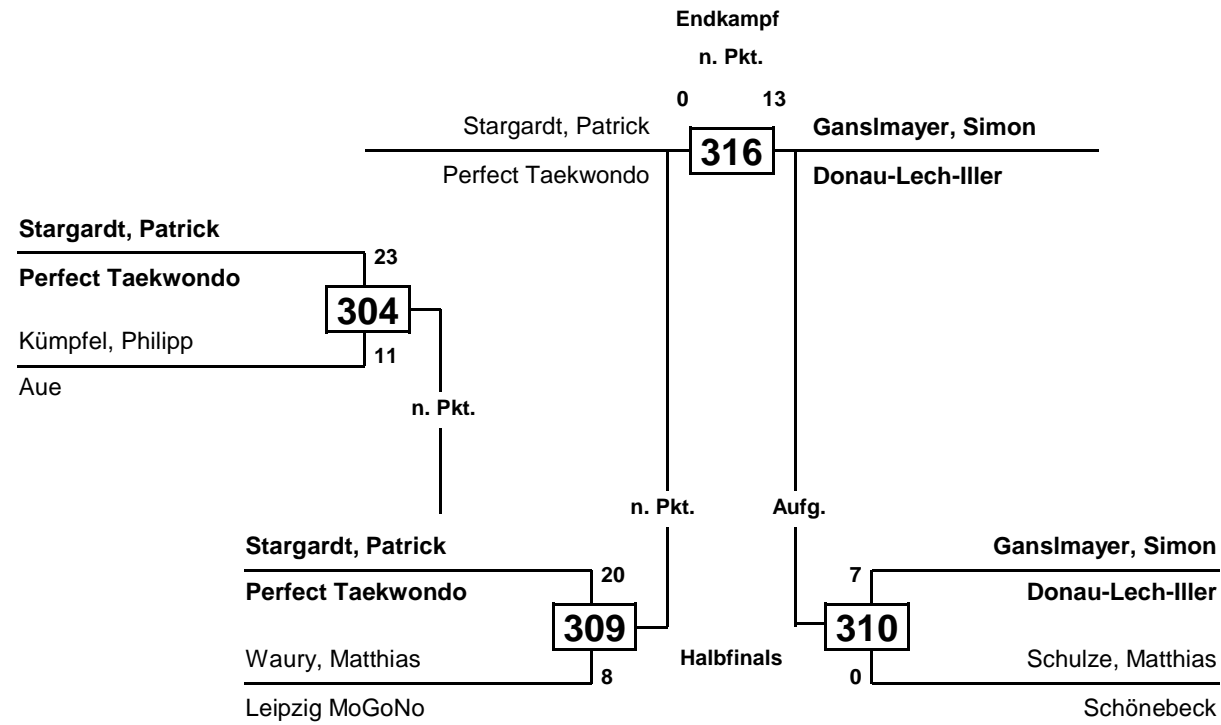 Endkampf
n. Pkt.
0 13
Stargardt, Patrick
316
Ganslmayer, Simon
Perfect Taekwondo
Donau-Lech-Iller
Stargardt, Patrick
23
Perfect Taekwondo
304
Kümpfel, Philipp
11
Aue
n. Pkt.
n. Pkt.
Aufg.
Stargardt, Patrick
20
Perfect Taekwondo
309
Waury, Matthias
8
Leipzig MoGoNo
Halbfinals
Ganslmayer, Simon
7
Donau-Lech-Iller
310
Schulze, Matthias
0
Schönebeck